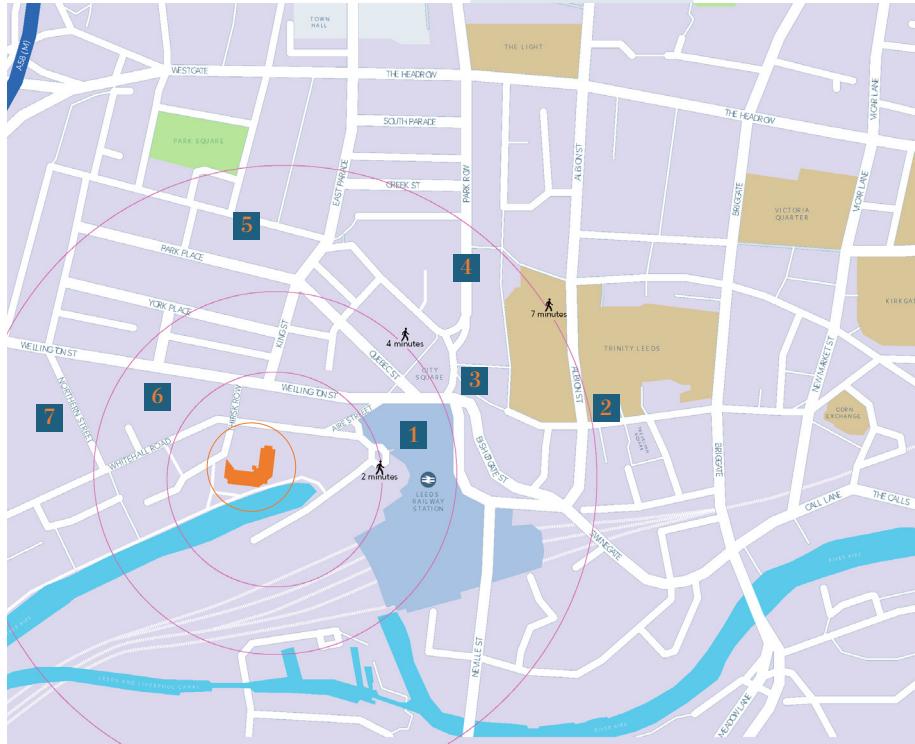 TOWN
HALL
A58 (M)
THE LIGHT
WESTGATE
THE HEADROW
VICAR LANE
THE HEADROW
SOUTH PARADE
PARK SQUARE
ALBION ST
EAST PARADE
CREEK ST
PARK ROW
BRIGGATE
VICAR LANE
VICTORIA
QUARTER
5
PARK PLACE
4
YORK PLACE
7 minutes
KIRKGATE
KING ST
4 minutes
TRINITY LEEDS
WELLINGTON ST
QUEBEC ST
CITY
SQUARE
NEW MARKET ST
3
NORTHERN STREET
6
WELLINGTON ST
ALBION ST
2
7
AIRE STREET
CORN
EXCHANGE
1
WHITEHALL ROAD
BISHOPGATE ST
BRIGGATE
2 minutes
LEEDS
RAILWAY
STATION
CALL LANE
THE CALLS
SWINEGATE
RIVER AIRE
RIVER AIRE
NEVILLE ST
LEEDS AND LIVERPOOL CANAL
MEADOW LANE
RIVER AIRE